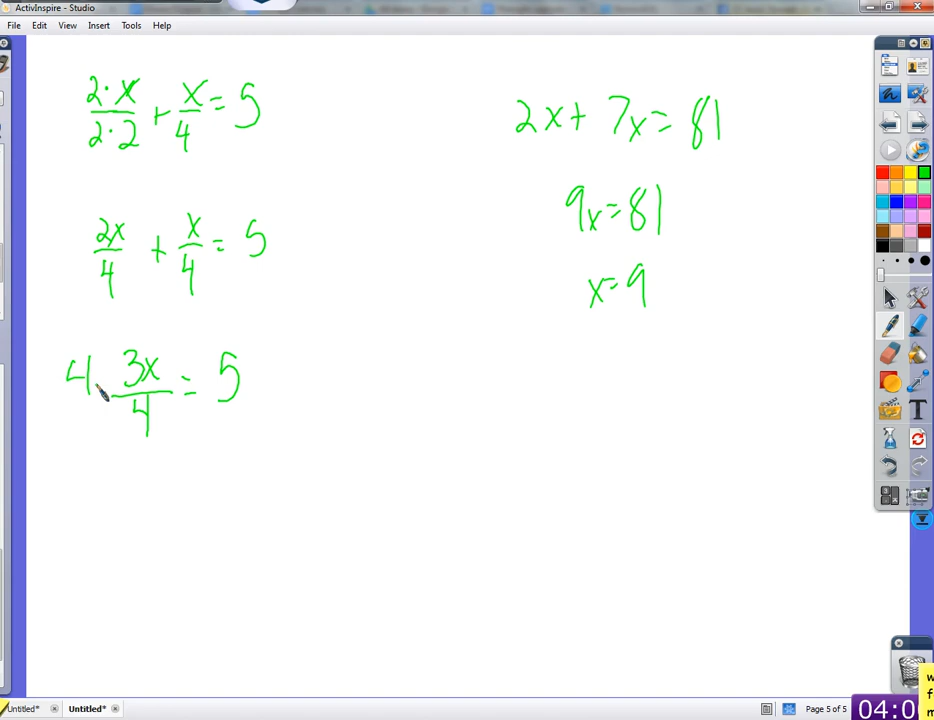 ActivInspire - Studio
File Edit View Insert Tools Help
2·x/2·2 + x/4 = 5
2x/4 + x/4 = 5
4· 3x/4 = 5
2x + 7x = 81
9x = 81
x = 9
Untitled* Untitled*
Page 5 of 5
04:0
w
f
m